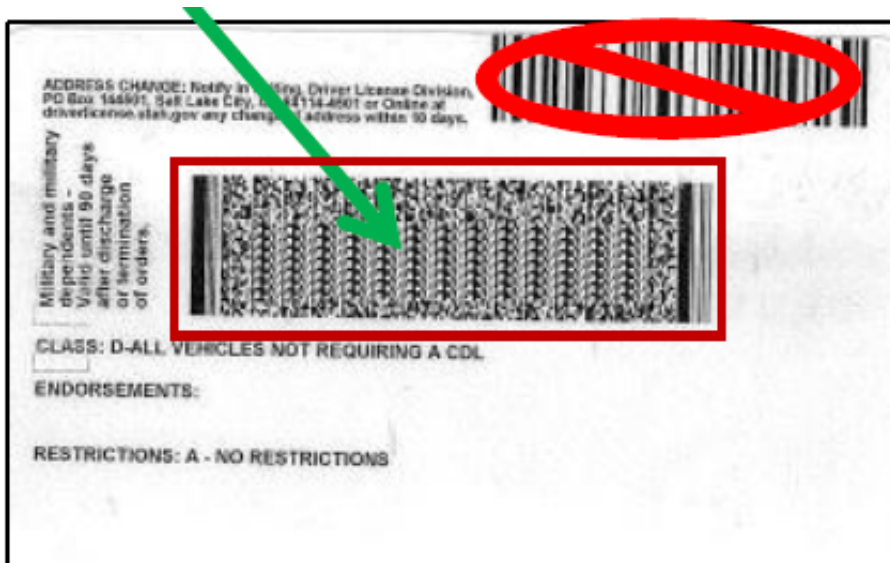 ADDRESS CHANGE: Notify in Driver License Division,
PO Box 144501, Salt Lake City, 84114-4501 or Online at
driverlicense.utah.gov any change of address within 10 days.
Military and military
dependents -
Valid until 90 days
after discharge
or termination
of orders.
CLASS: D-ALL VEHICLES NOT REQUIRING A CDL
ENDORSEMENTS:
RESTRICTIONS: A - NO RESTRICTIONS